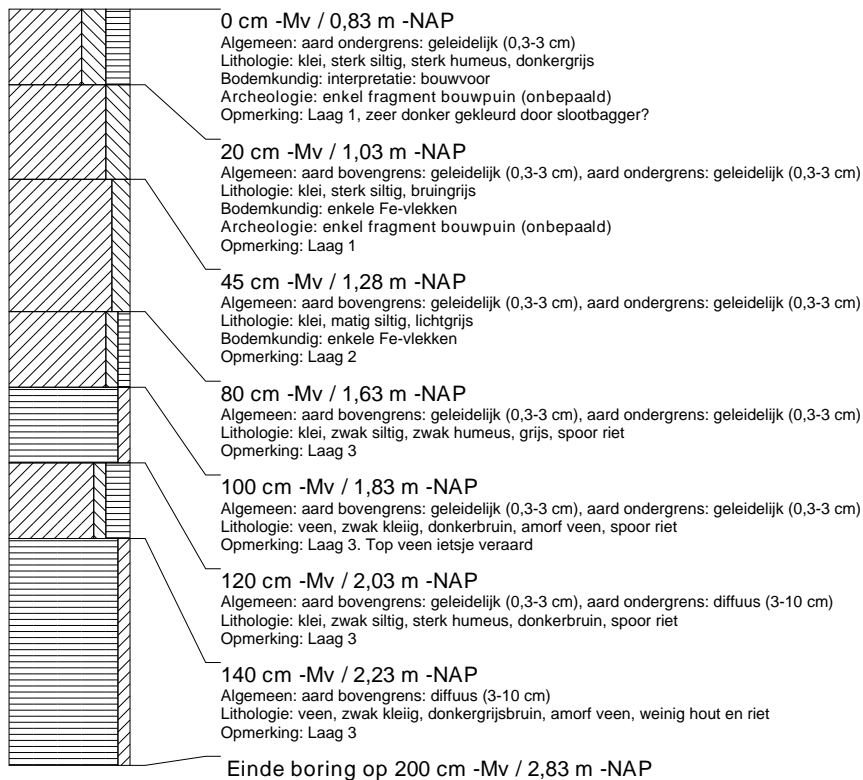 0 cm -Mv / 0,83 m -NAP
Algemeen: aard ondergrens: geleidelijk (0,3-3 cm)
Lithologie: klei, sterk siltig, sterk humeus, donkergrijs
Bodemkundig: interpretatie: bouwvoor
Archeologie: enkel fragment bouwpuin (onbepaald)
Opmerking: Laag 1, zeer donker gekleurd door slootbagger?
20 cm -Mv / 1,03 m -NAP
Algemeen: aard bovengrens: geleidelijk (0,3-3 cm), aard ondergrens: geleidelijk (0,3-3 cm)
Lithologie: klei, sterk siltig, bruingrijs
Bodemkundig: enkele Fe-vlekken
Archeologie: enkel fragment bouwpuin (onbepaald)
Opmerking: Laag 1
45 cm -Mv / 1,28 m -NAP
Algemeen: aard bovengrens: geleidelijk (0,3-3 cm), aard ondergrens: geleidelijk (0,3-3 cm)
Lithologie: klei, matig siltig, lichtgrijs
Bodemkundig: enkele Fe-vlekken
Opmerking: Laag 2
80 cm -Mv / 1,63 m -NAP
Algemeen: aard bovengrens: geleidelijk (0,3-3 cm), aard ondergrens: geleidelijk (0,3-3 cm)
Lithologie: klei, zwak siltig, zwak humeus, grijs, spoor riet
Opmerking: Laag 3
100 cm -Mv / 1,83 m -NAP
Algemeen: aard bovengrens: geleidelijk (0,3-3 cm), aard ondergrens: geleidelijk (0,3-3 cm)
Lithologie: veen, zwak kleiig, donkerbruin, amorf veen, spoor riet
Opmerking: Laag 3. Top veen ietsje veraard
120 cm -Mv / 2,03 m -NAP
Algemeen: aard bovengrens: geleidelijk (0,3-3 cm), aard ondergrens: diffuus (3-10 cm)
Lithologie: klei, zwak siltig, sterk humeus, donkerbruin, spoor riet
Opmerking: Laag 3
140 cm -Mv / 2,23 m -NAP
Algemeen: aard bovengrens: diffuus (3-10 cm)
Lithologie: veen, zwak kleiig, donkergrijsbruin, amorf veen, weinig hout en riet
Opmerking: Laag 3
Einde boring op 200 cm -Mv / 2,83 m -NAP